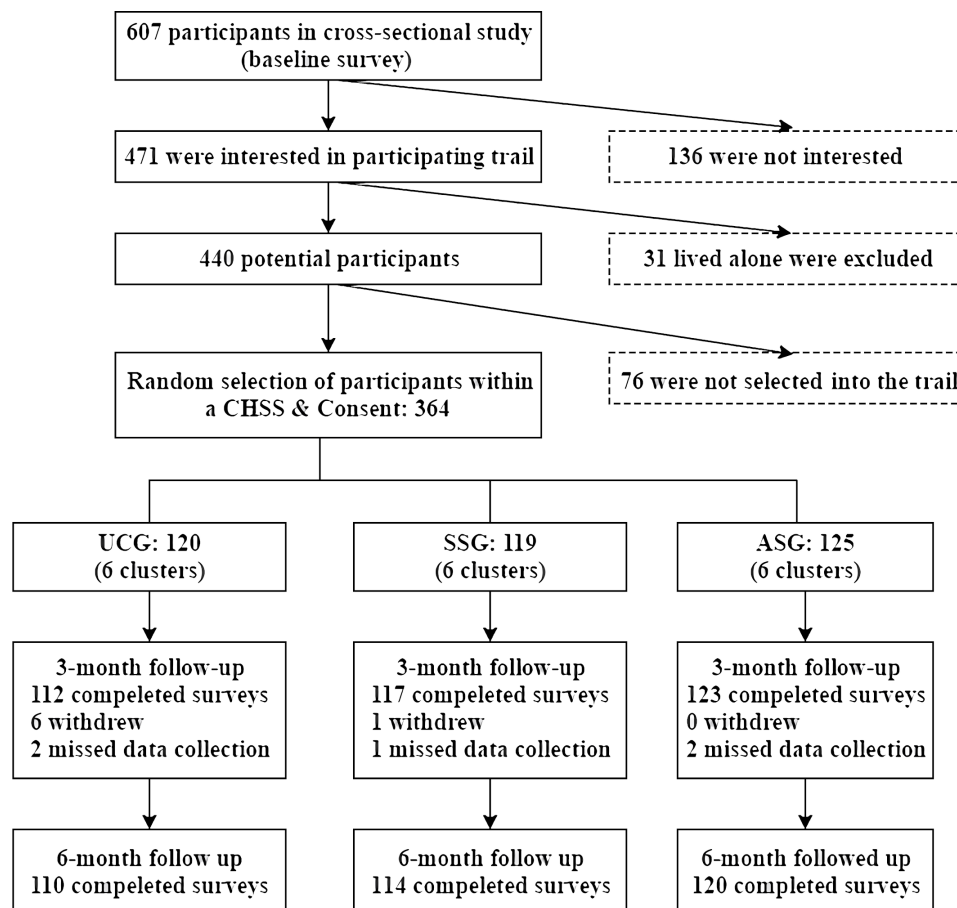 607 participants in cross-sectional study
(baseline survey)
471 were interested in participating trail
136 were not interested
440 potential participants
31 lived alone were excluded
Random selection of participants within
a CHSS & Consent: 364
76 were not selected into the trail
UCG: 120
(6 clusters)
SSG: 119
(6 clusters)
ASG: 125
(6 clusters)
3-month follow-up
112 compeleted surveys
6 withdrew
2 missed data collection
3-month follow-up
117 compeleted surveys
1 withdrew
1 missed data collection
3-month follow-up
123 compeleted surveys
0 withdrew
2 missed data collection
6-month follow up
110 compeleted surveys
6-month follow up
114 compeleted surveys
6-month followed up
120 completed surveys